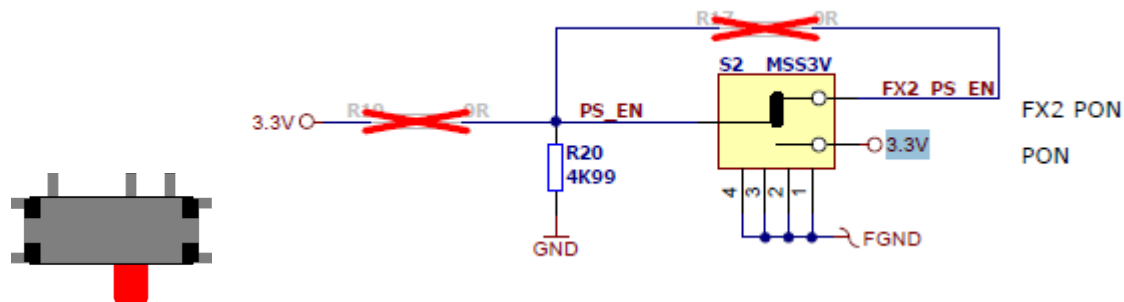 R17 0R
S2 MSS3V
FX2_PS_EN
FX2 PON
R19 0R
3.3V
PS_EN
3.3V
PON
R20
4K99
4 3 2 1
GND
FGND